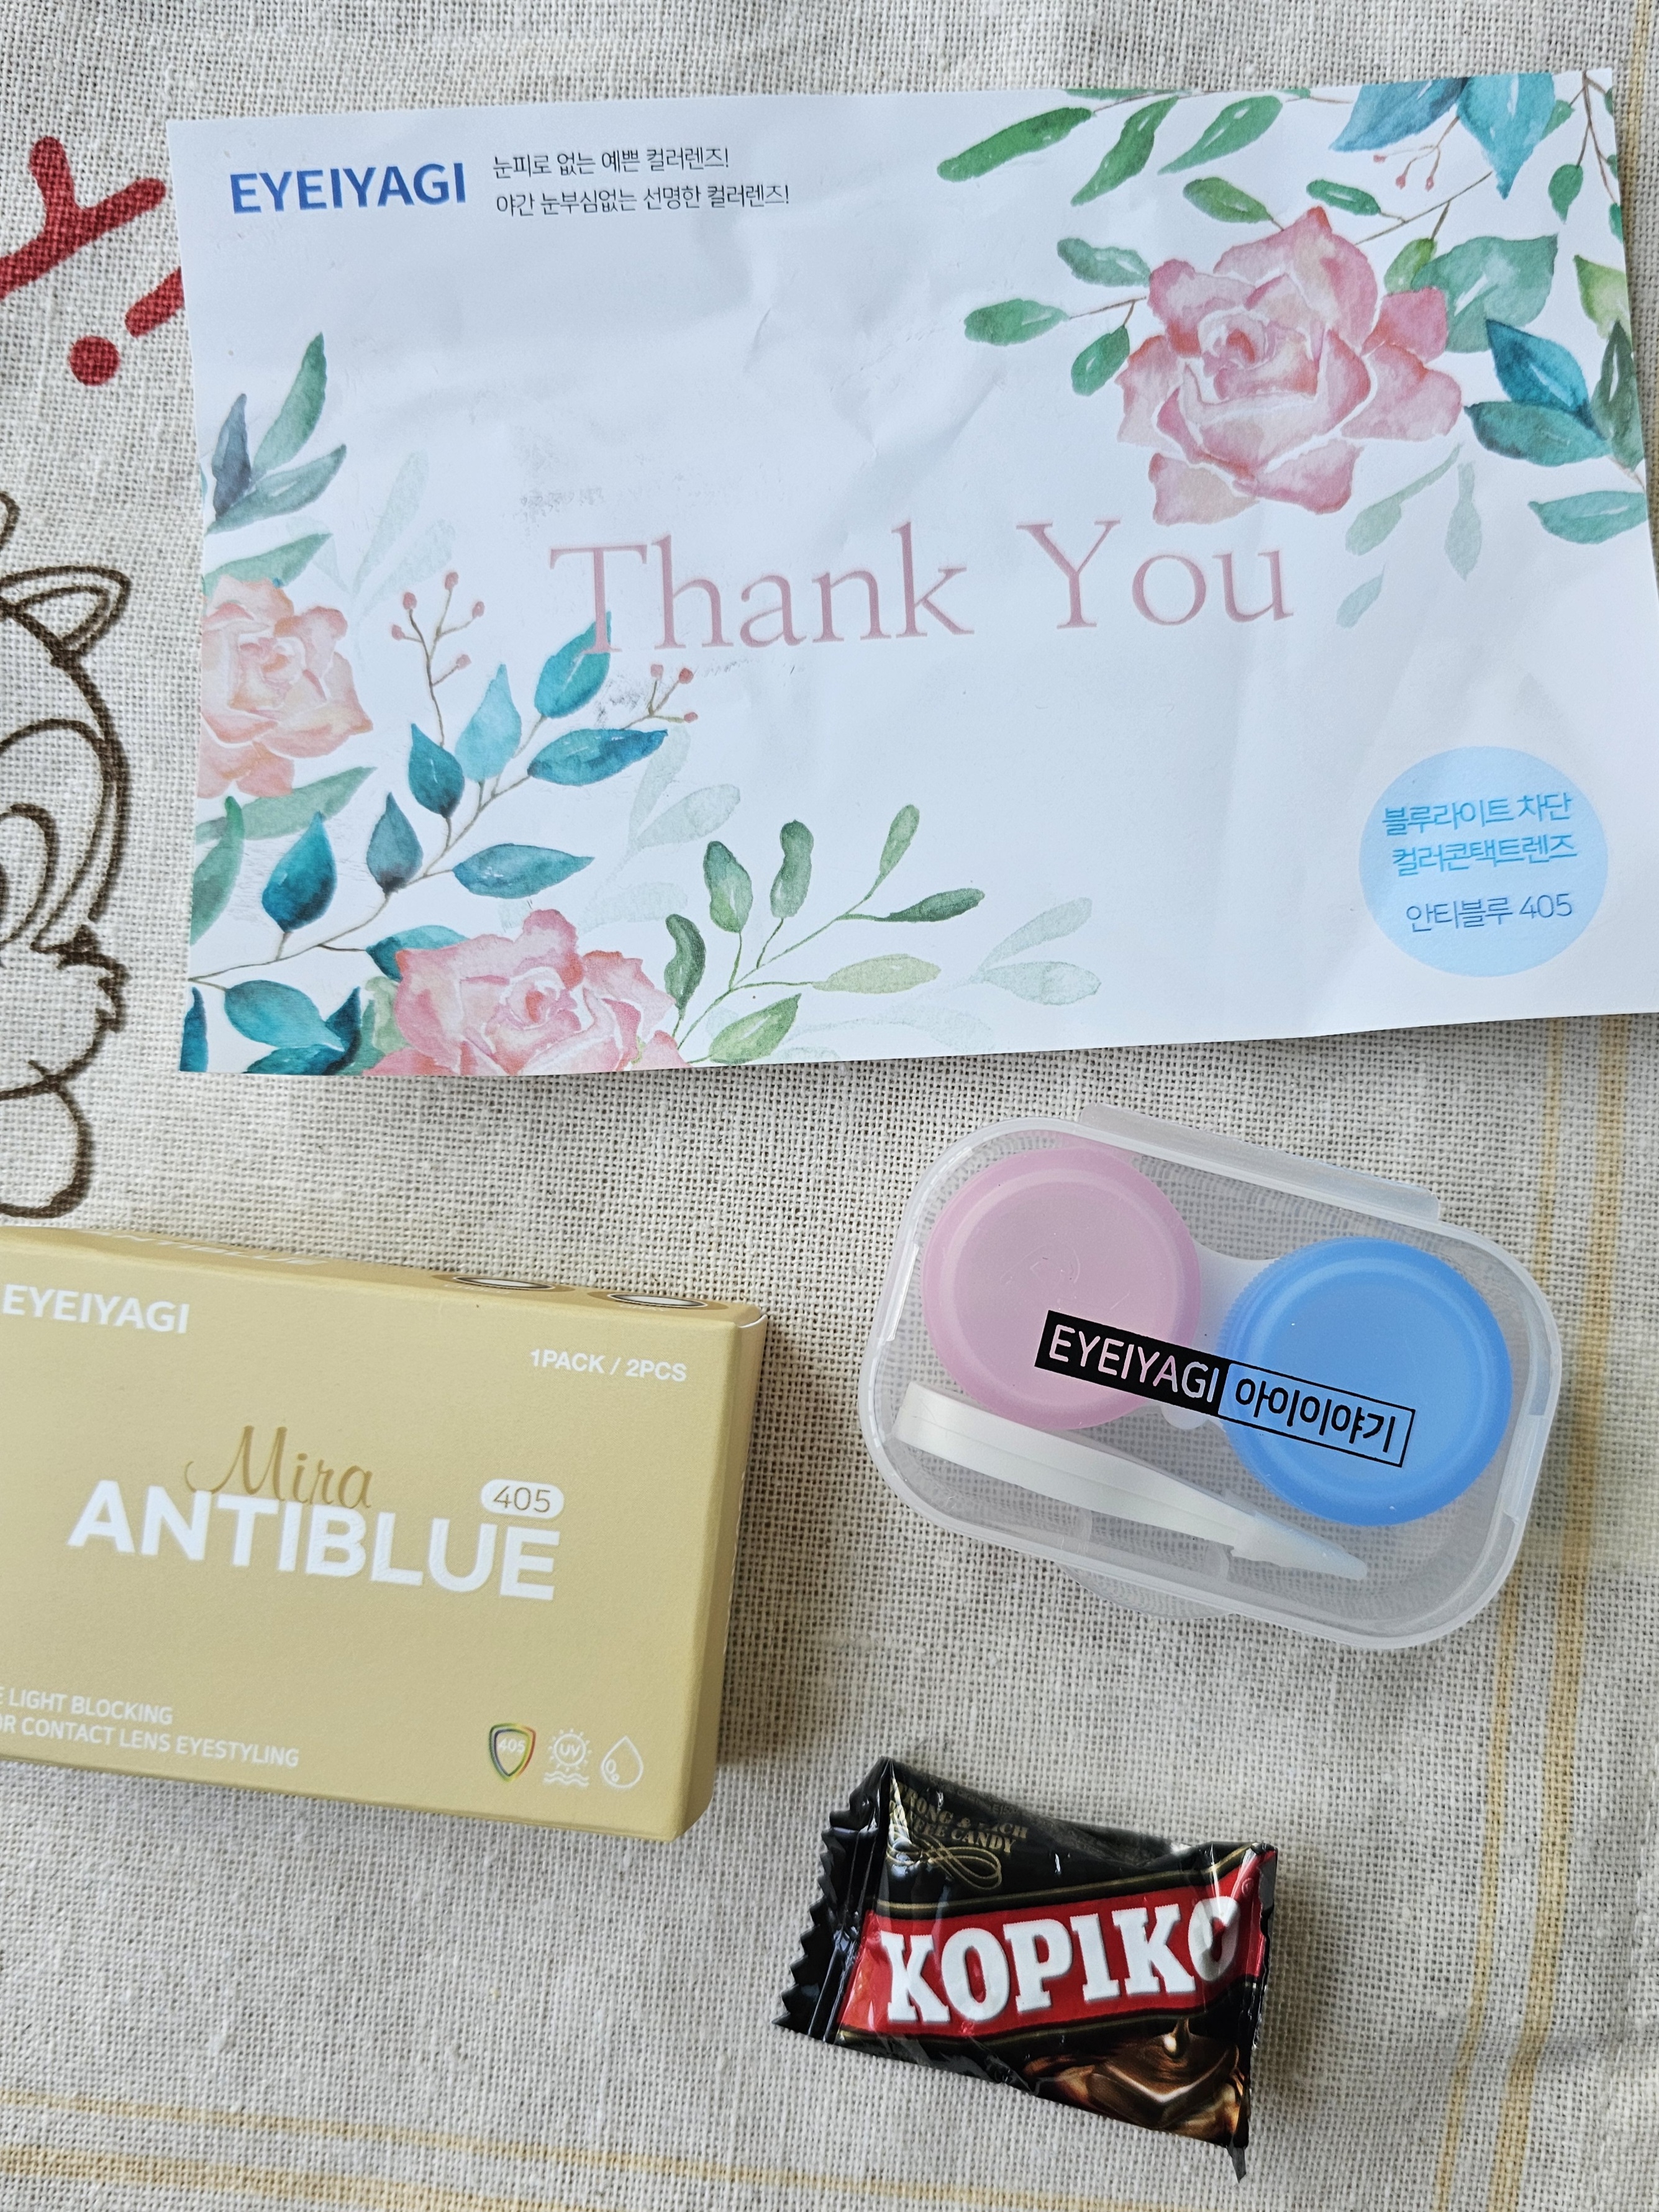 EYEIYAGI
눈피로 없는 예쁜 컬러렌즈!
야간 눈부심없는 선명한 컬러렌즈!
Thank You
블루라이트 차단
컬러콘택트렌즈
안티블루 405
EYEIYAGI
1PACK / 2PCS
Mira
ANTIBLUE 405
LIGHT BLOCKING
CONTACT LENS EYESTYLING
405 UV
EYEIYAGI 아이이야기
CANDY
KOPIKO